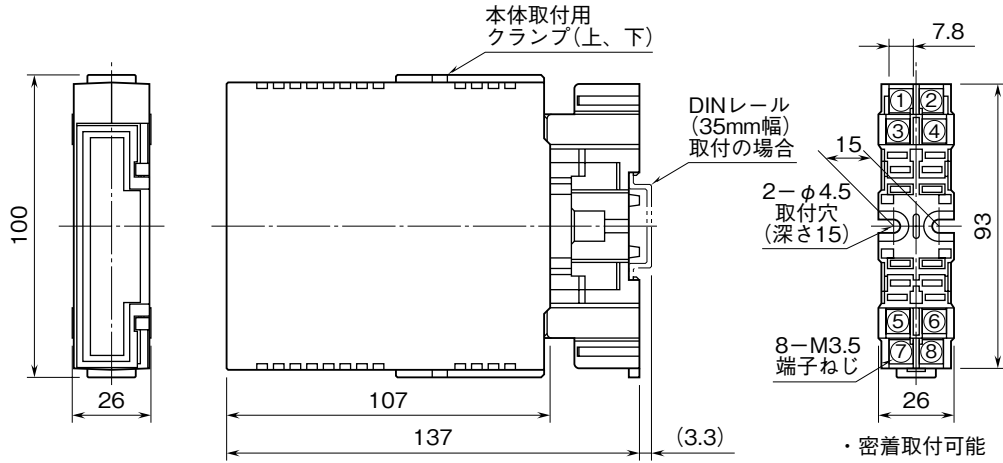 本体取付用
クランプ(上、下)
7.8
100
DINレール
(35mm幅)
取付の場合
① ②
③ ④
15
2－φ4.5
取付穴
(深さ15)
93
⑤ ⑥
⑦ ⑧
8－M3.5
端子ねじ
26
107
137
(3.3)
26
・密着取付可能